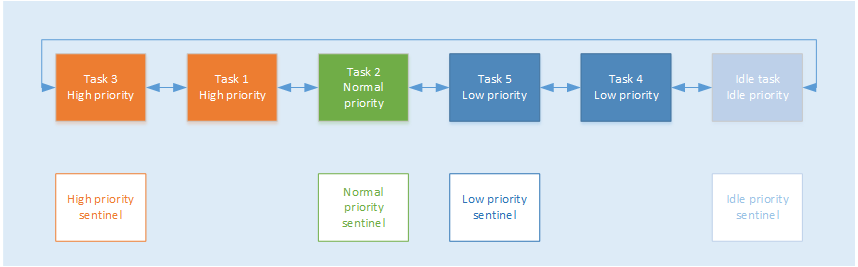 Task 3
High priority
Task 1
High priority
Task 2
Normal
priority
Task 5
Low priority
Task 4
Low priority
Idle task
Idle priority
High priority
sentinel
Normal
priority
sentinel
Low priority
sentinel
Idle priority
sentinel